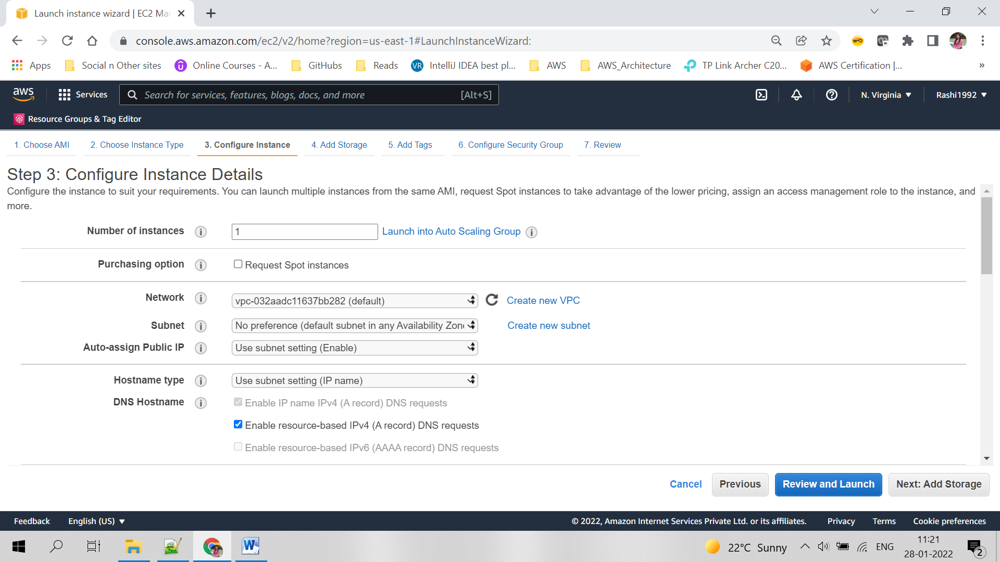 Launch instance wizard | EC2 Ma
console.aws.amazon.com/ec2/v2/home?region=us-east-1#LaunchInstanceWizard:
Apps Social n Other sites Online Courses - A... GitHubs Reads VR IntelliJ IDEA best pl... AWS AWS_Architecture TP Link Archer C20... AWS Certification |... »
aws Services Search for services, features, blogs, docs, and more [Alt+S] N. Virginia Rashi1992
Resource Groups & Tag Editor
1. Choose AMI 2. Choose Instance Type 3. Configure Instance 4. Add Storage 5. Add Tags 6. Configure Security Group 7. Review
Step 3: Configure Instance Details
Configure the instance to suit your requirements. You can launch multiple instances from the same AMI, request Spot instances to take advantage of the lower pricing, assign an access management role to the instance, and
more.
Number of instances i 1 Launch into Auto Scaling Group i
Purchasing option i Request Spot instances
Network i vpc-032aadc11637bb282 (default) Create new VPC
Subnet i No preference (default subnet in any Availability Zon Create new subnet
Auto-assign Public IP i Use subnet setting (Enable)
Hostname type i Use subnet setting (IP name)
DNS Hostname i Enable IP name IPv4 (A record) DNS requests
Enable resource-based IPv4 (A record) DNS requests
Enable resource-based IPv6 (AAAA record) DNS requests
Cancel Previous Review and Launch Next: Add Storage
Feedback English (US) © 2022, Amazon Internet Services Private Ltd. or its affiliates. Privacy Terms Cookie preferences
W 22°C Sunny ENG 11:21
28-01-2022 2